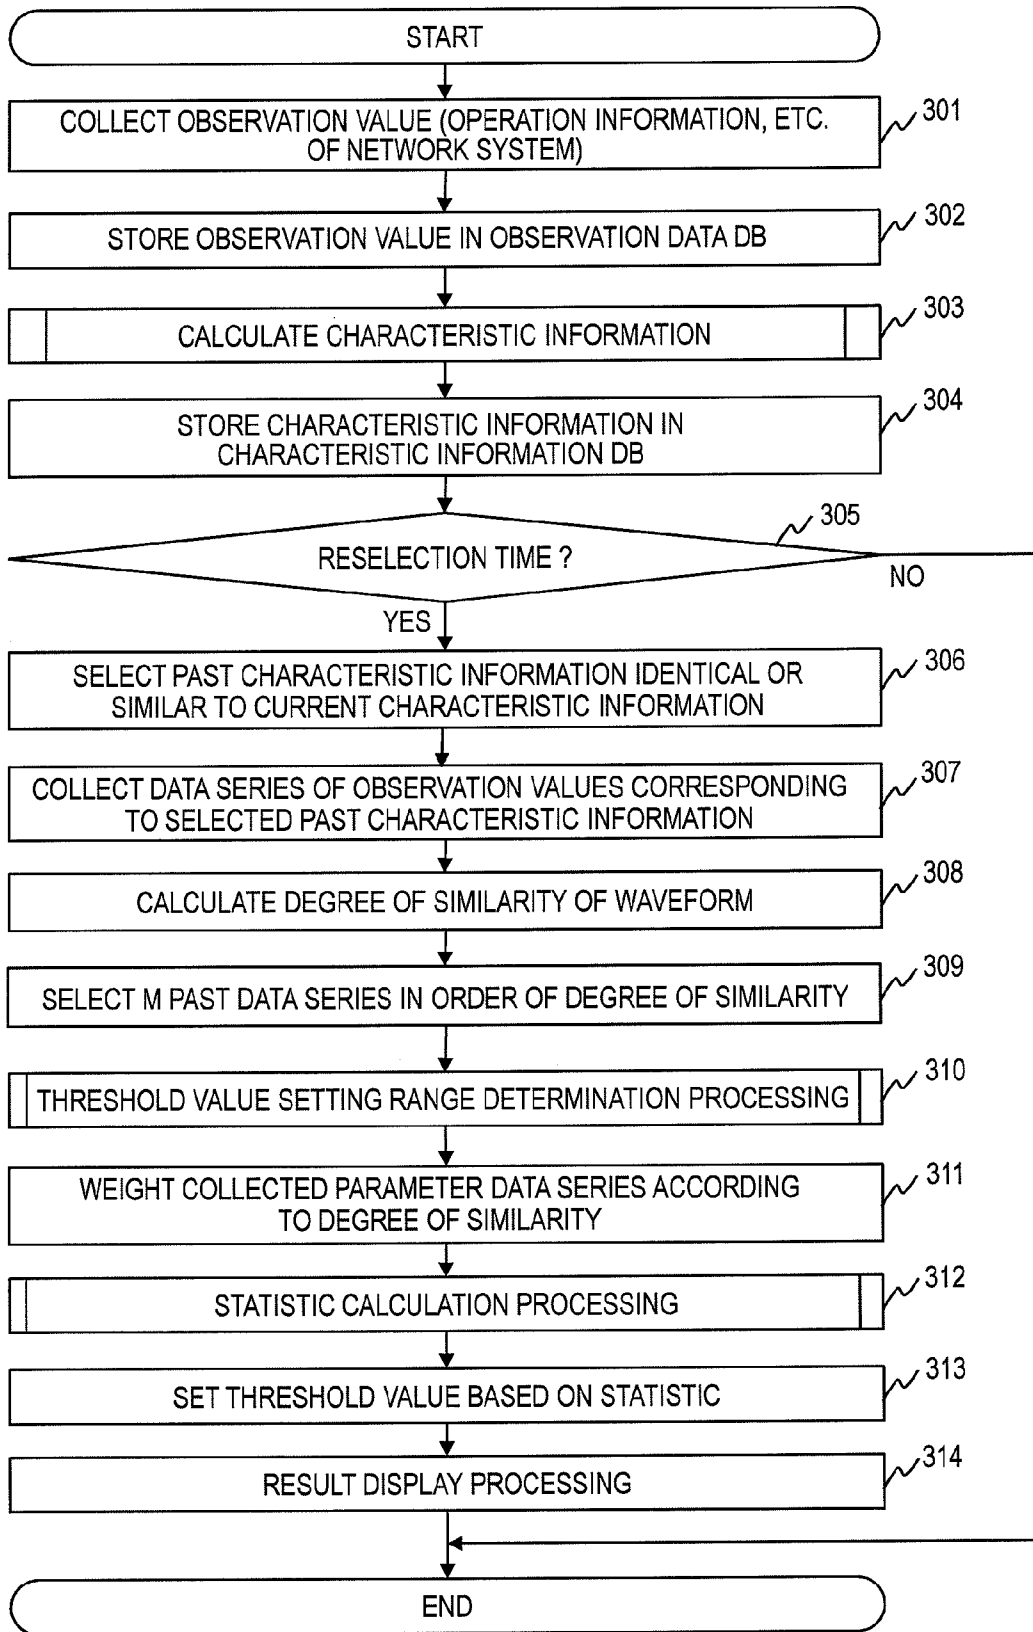 START
COLLECT OBSERVATION VALUE (OPERATION INFORMATION, ETC.
OF NETWORK SYSTEM)
301
STORE OBSERVATION VALUE IN OBSERVATION DATA DB
302
CALCULATE CHARACTERISTIC INFORMATION
303
STORE CHARACTERISTIC INFORMATION IN
CHARACTERISTIC INFORMATION DB
304
RESELECTION TIME ?
305
NO
YES
SELECT PAST CHARACTERISTIC INFORMATION IDENTICAL OR
SIMILAR TO CURRENT CHARACTERISTIC INFORMATION
306
COLLECT DATA SERIES OF OBSERVATION VALUES CORRESPONDING
TO SELECTED PAST CHARACTERISTIC INFORMATION
307
CALCULATE DEGREE OF SIMILARITY OF WAVEFORM
308
SELECT M PAST DATA SERIES IN ORDER OF DEGREE OF SIMILARITY
309
THRESHOLD VALUE SETTING RANGE DETERMINATION PROCESSING
310
WEIGHT COLLECTED PARAMETER DATA SERIES ACCORDING
TO DEGREE OF SIMILARITY
311
STATISTIC CALCULATION PROCESSING
312
SET THRESHOLD VALUE BASED ON STATISTIC
313
RESULT DISPLAY PROCESSING
314
END